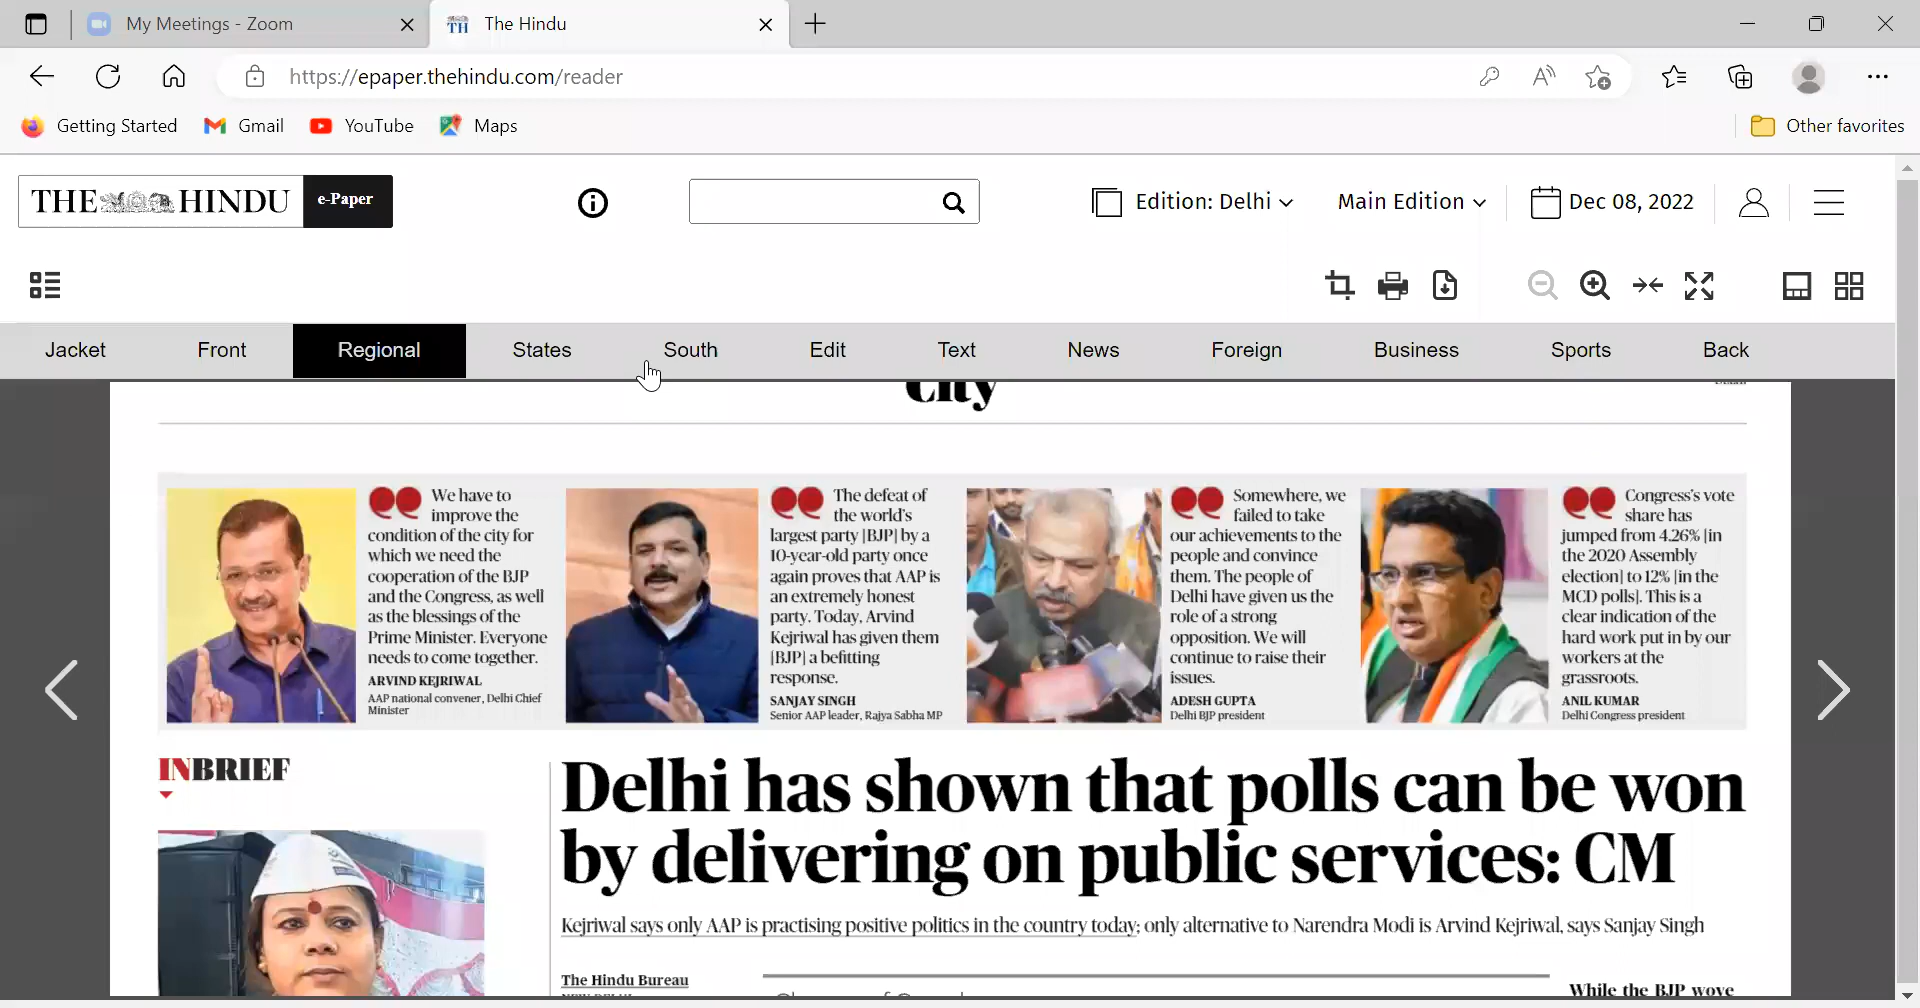 My Meetings - Zoom
The Hindu
https://epaper.thehindu.com/reader
Getting Started
Gmail
YouTube
Maps
Other favorites
THE HINDU
e-Paper
Edition: Delhi
Main Edition
Dec 08, 2022
Jacket
Front
Regional
States
South
Edit
Text
News
Foreign
Business
Sports
Back
City
We have to
improve the
condition of the city for
which we need the
cooperation of the BJP
and the Congress, as well
as the blessings of the
Prime Minister. Everyone
needs to come together.
ARVIND KEJRIWAL
AAP national convener, Delhi Chief
Minister
The defeat of
the world's
largest party [BJP] by a
10-year-old party once
again proves that AAP is
an extremely honest
party. Today, Arvind
Kejriwal has given them
[BJP] a befitting
response.
SANJAY SINGH
Senior AAP leader, Rajya Sabha MP
Somewhere, we
failed to take
our achievements to the
people and convince
them. The people of
Delhi have given us the
role of a strong
opposition. We will
continue to raise their
issues.
ADESH GUPTA
Delhi BJP president
Congress's vote
share has
jumped from 4.26% [in
the 2020 Assembly
election] to 12% [in the
MCD polls]. This is a
clear indication of the
hard work put in by our
workers at the
grassroots.
ANIL KUMAR
Delhi Congress president
INBRIEF
Delhi has shown that polls can be won
by delivering on public services: CM
Kejriwal says only AAP is practising positive politics in the country today; only alternative to Narendra Modi is Arvind Kejriwal, says Sanjay Singh
The Hindu Bureau
While the BJP wove